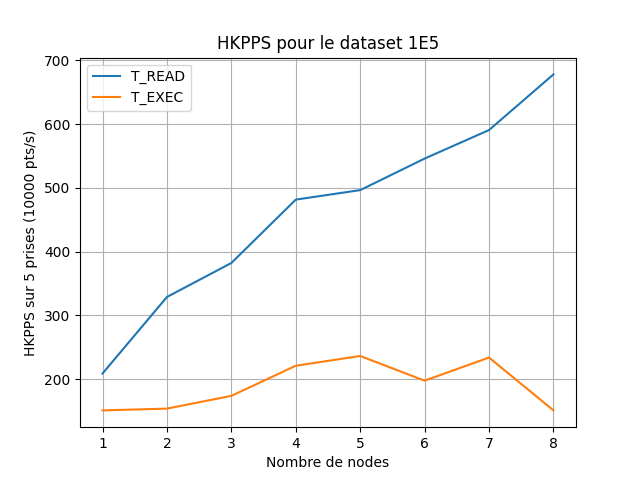 HKPPS pour le dataset 1E5
T_READ
T_EXEC
HKPPS sur 5 prises (10000 pts/s)
700
600
500
400
300
200
1 2 3 4 5 6 7 8
Nombre de nodes